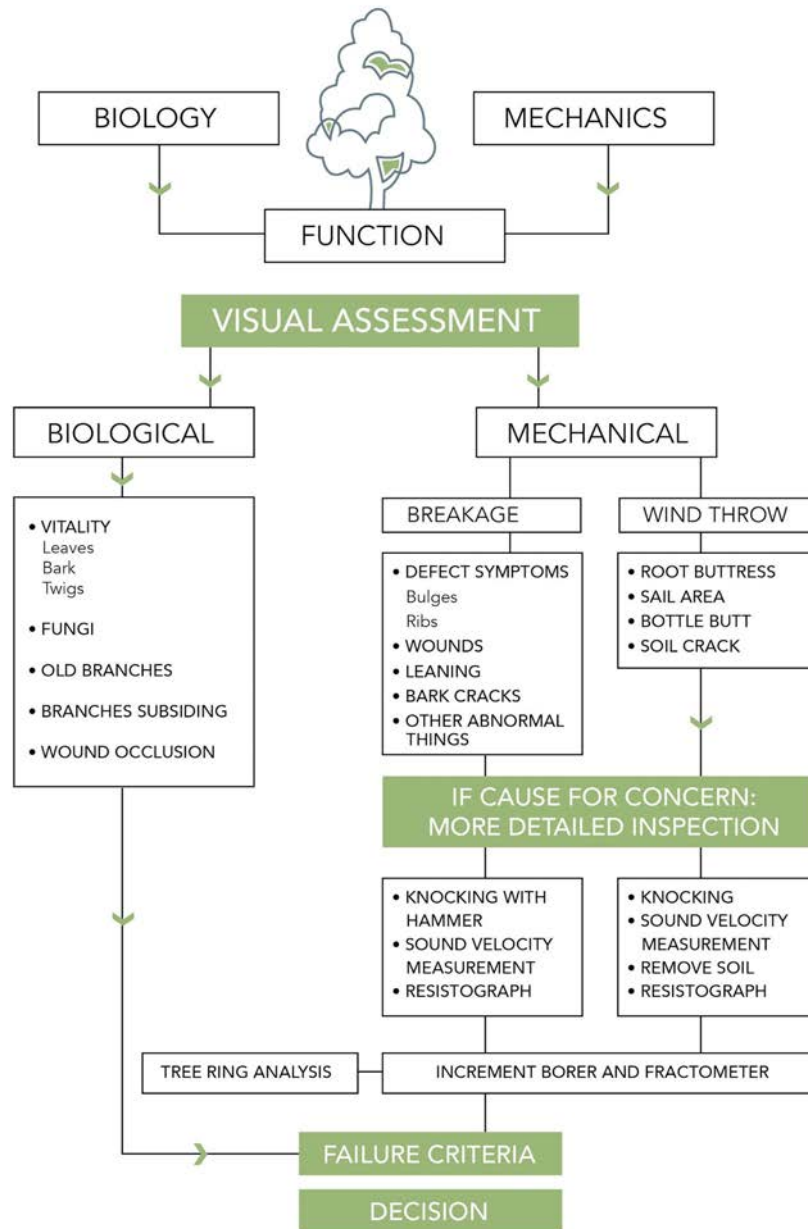 BIOLOGY
MECHANICS
FUNCTION
VISUAL ASSESSMENT
BIOLOGICAL
MECHANICAL
• VITALITY
Leaves
Bark
Twigs
• FUNGI
• OLD BRANCHES
• BRANCHES SUBSIDING
• WOUND OCCLUSION
BREAKAGE
WIND THROW
• DEFECT SYMPTOMS
Bulges
Ribs
• WOUNDS
• LEANING
• BARK CRACKS
• OTHER ABNORMAL
THINGS
• ROOT BUTTRESS
• SAIL AREA
• BOTTLE BUTT
• SOIL CRACK
IF CAUSE FOR CONCERN:
MORE DETAILED INSPECTION
• KNOCKING WITH
HAMMER
• SOUND VELOCITY
MEASUREMENT
• RESISTOGRAPH
• KNOCKING
• SOUND VELOCITY
MEASUREMENT
• REMOVE SOIL
• RESISTOGRAPH
TREE RING ANALYSIS
INCREMENT BORER AND FRACTOMETER
FAILURE CRITERIA
DECISION